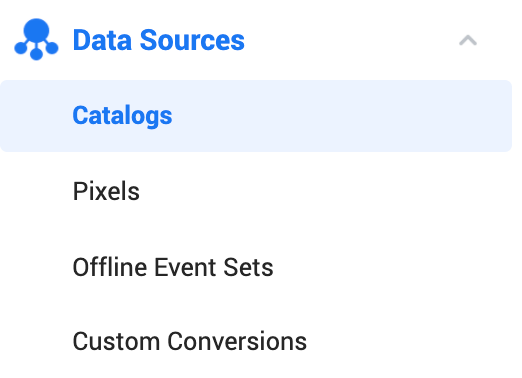 Data Sources
Catalogs
Pixels
Offline Event Sets
Custom Conversions